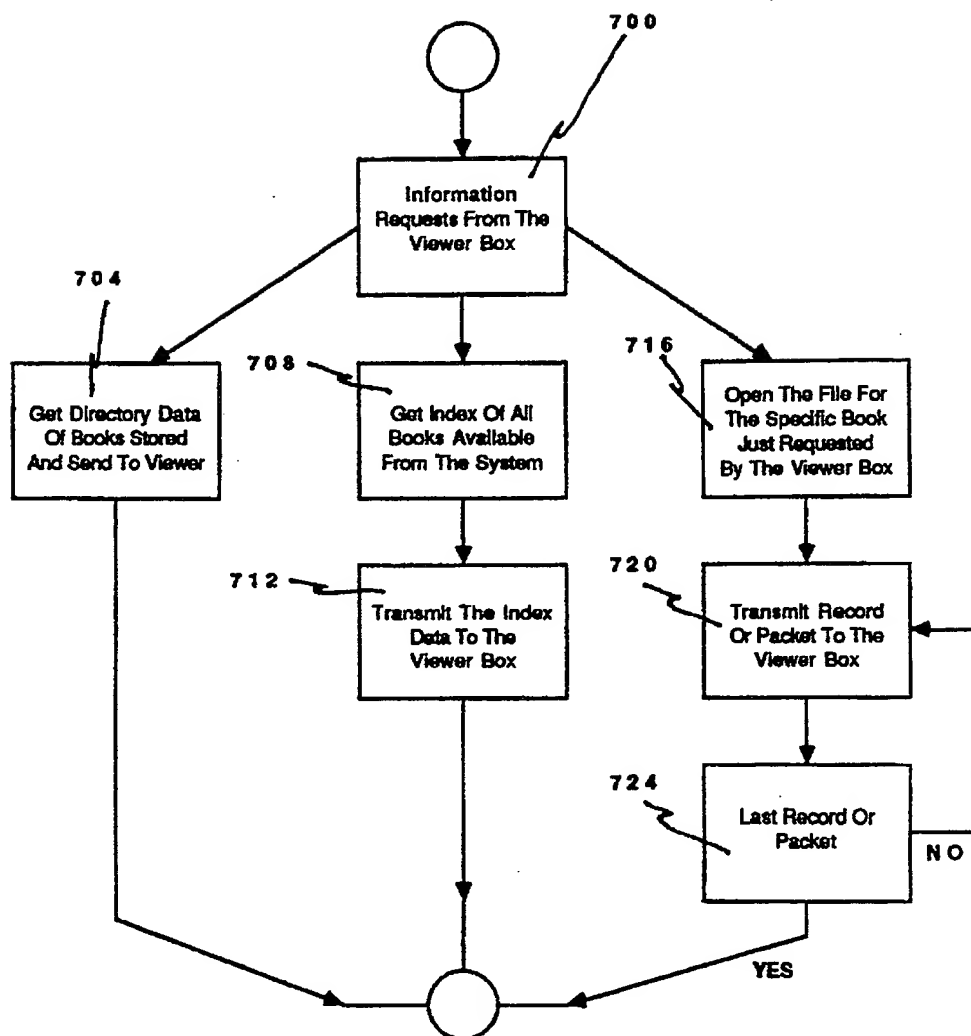 700
Information
Requests From The
Viewer Box
704
Get Directory Data
Of Books Stored
And Send To Viewer
708
Get Index Of All
Books Available
From The System
716
Open The File For
The Specific Book
Just Requested
By The Viewer Box
712
Transmit The Index
Data To The
Viewer Box
720
Transmit Record
Or Packet To The
Viewer Box
724
Last Record Or
Packet
NO
YES